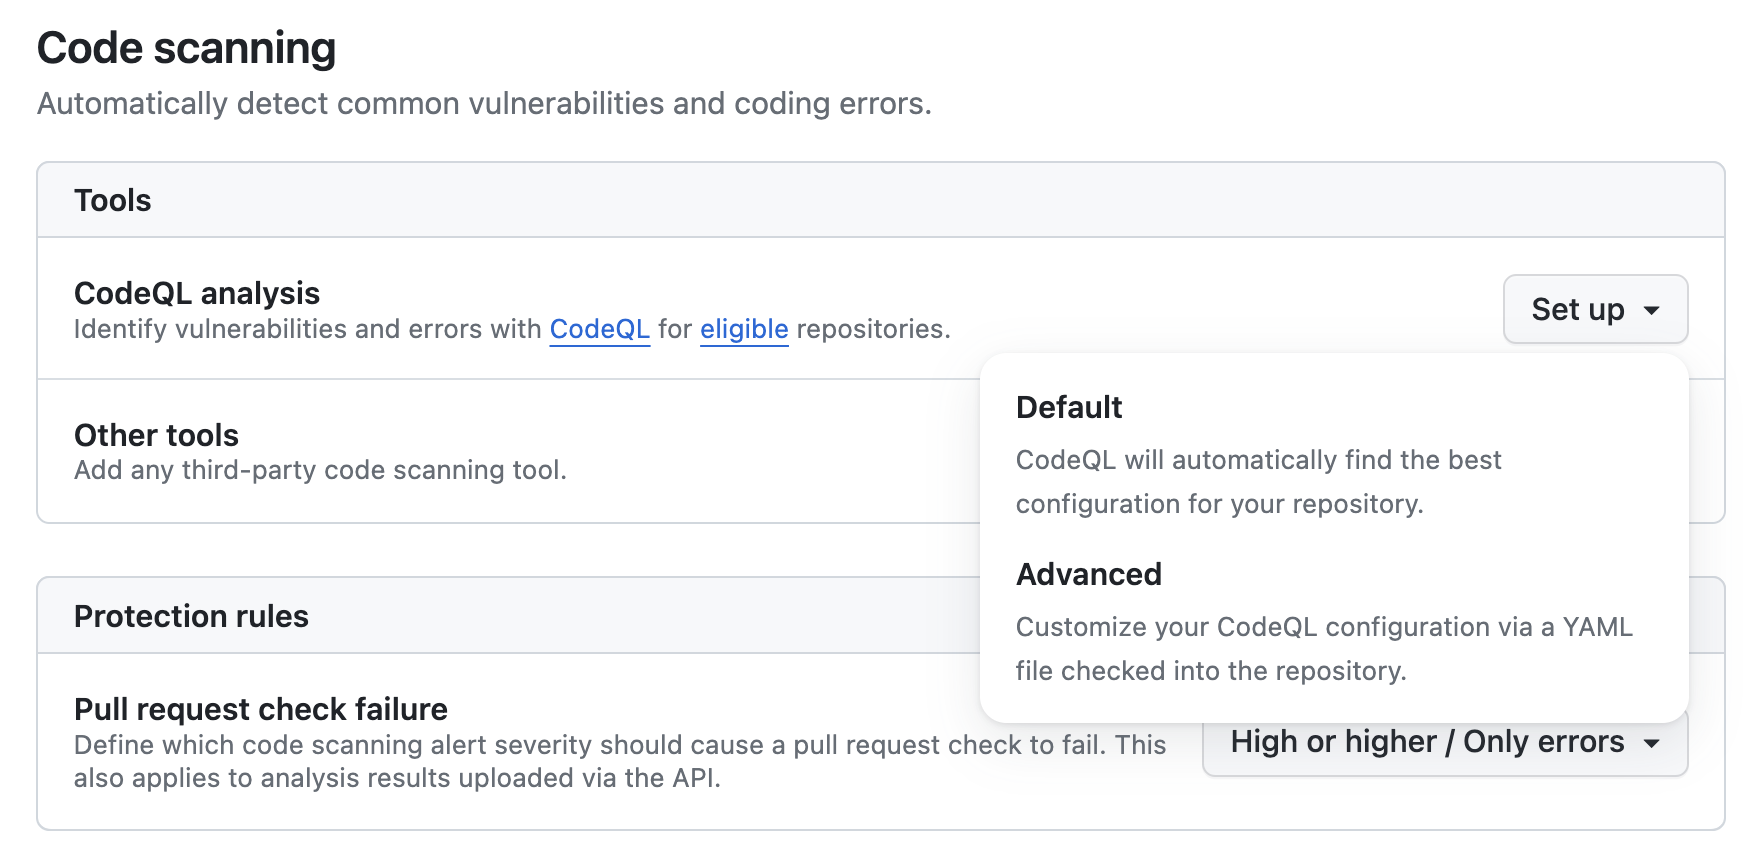 Code scanning
Automatically detect common vulnerabilities and coding errors.
Tools
CodeQL analysis
Identify vulnerabilities and errors with CodeQL for eligible repositories.
Set up
Other tools
Add any third-party code scanning tool.
Default
CodeQL will automatically find the best
configuration for your repository.
Advanced
Customize your CodeQL configuration via a YAML
file checked into the repository.
Protection rules
Pull request check failure
Define which code scanning alert severity should cause a pull request check to fail. This
also applies to analysis results uploaded via the API.
High or higher / Only errors